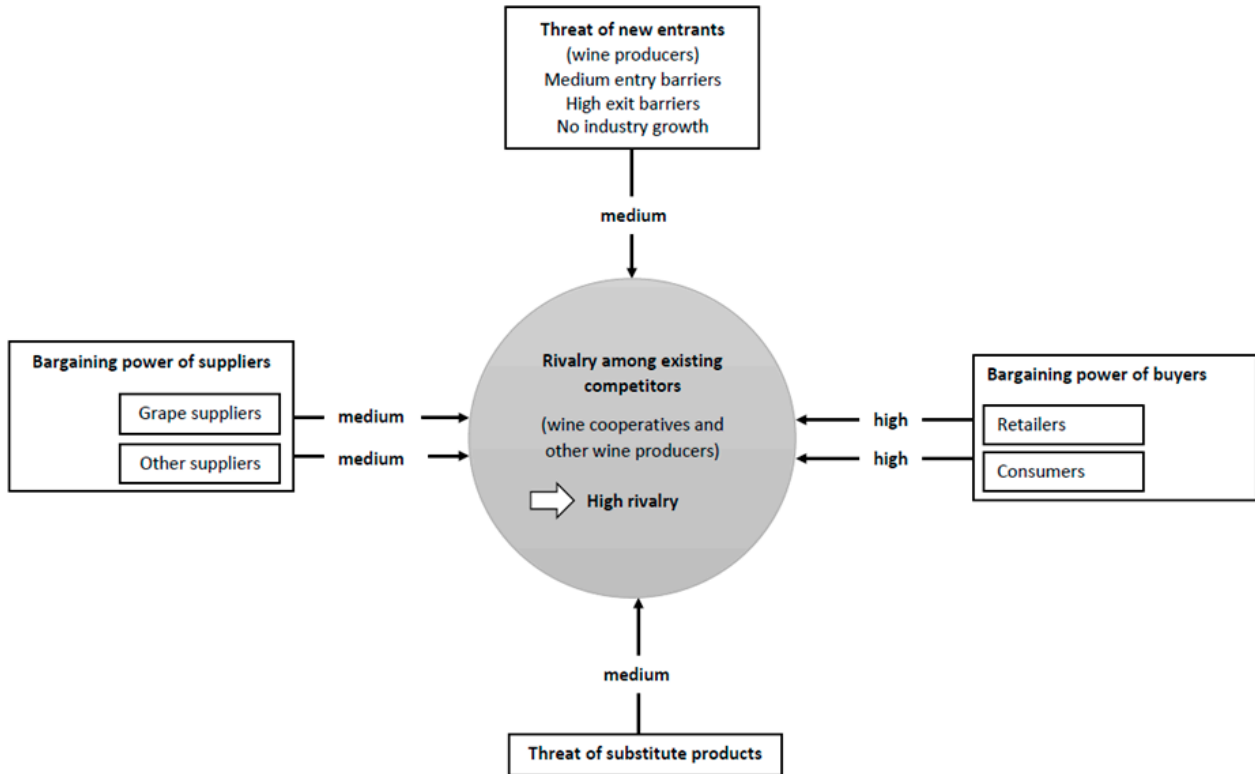 Threat of new entrants
(wine producers)
Medium entry barriers
High exit barriers
No industry growth
medium
Bargaining power of suppliers
Grape suppliers
Other suppliers
medium
medium
Rivalry among existing
competitors
(wine cooperatives and
other wine producers)
High rivalry
high
high
Bargaining power of buyers
Retailers
Consumers
medium
Threat of substitute products